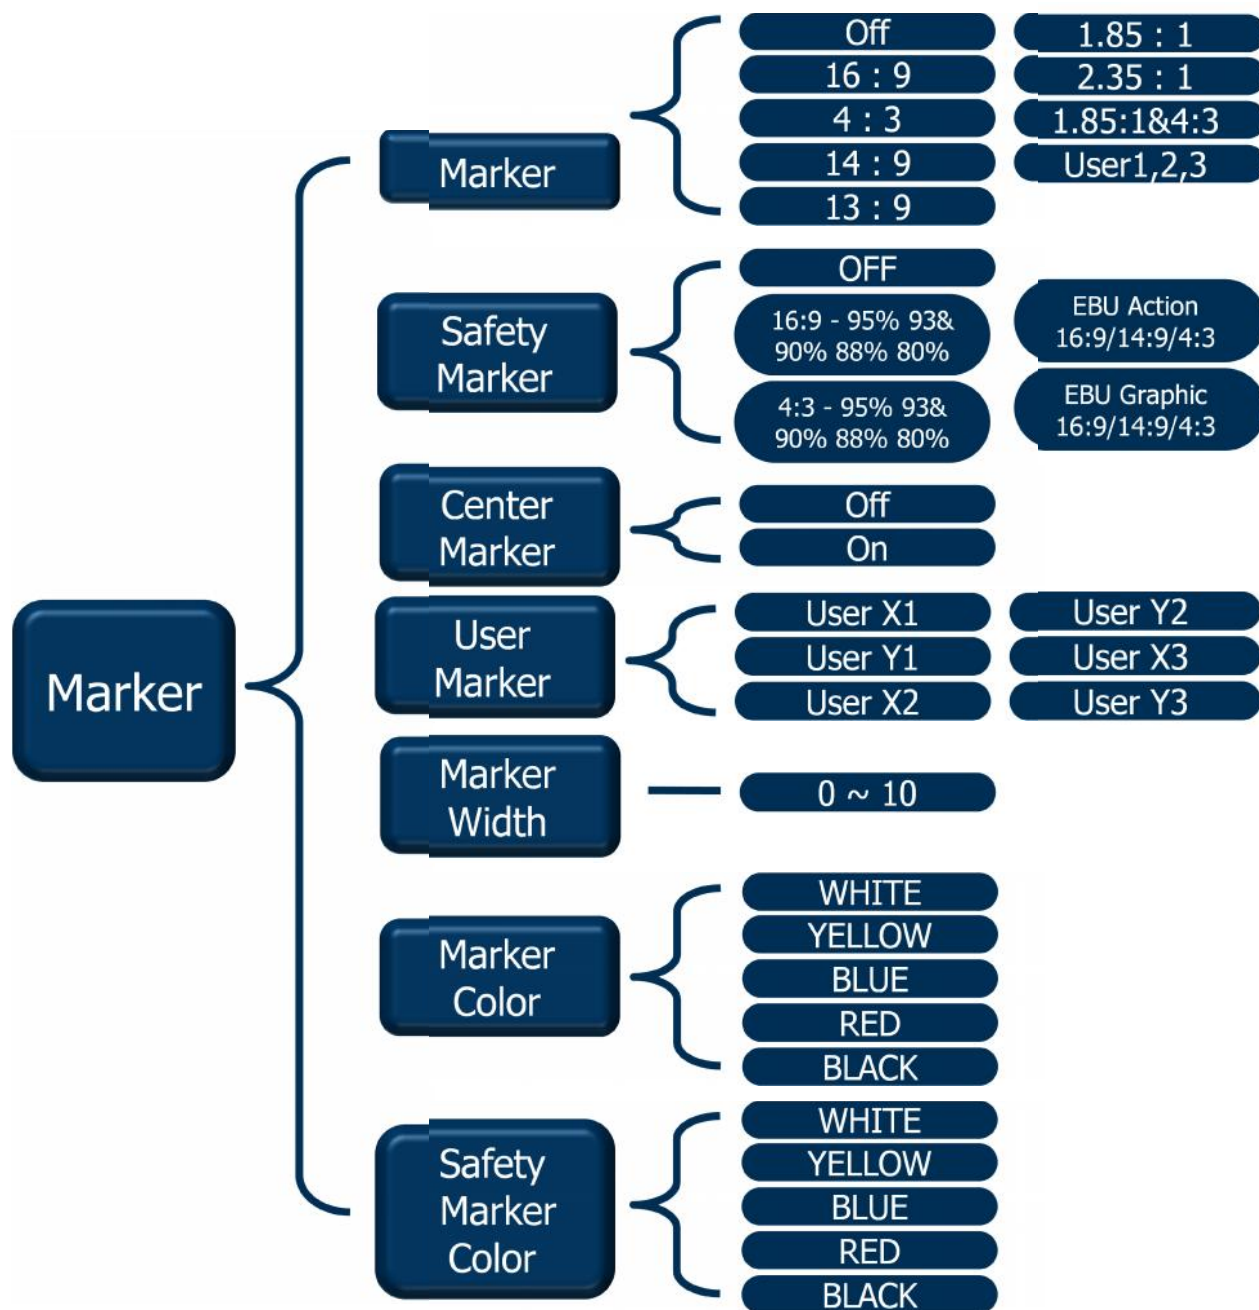 Marker
Marker
Off
16 : 9
4 : 3
14 : 9
13 : 9
1.85 : 1
2.35 : 1
1.85:1&4:3
User1,2,3
Safety
Marker
OFF
16:9 - 95% 93&
90% 88% 80%
4:3 - 95% 93&
90% 88% 80%
EBU Action
16:9/14:9/4:3
EBU Graphic
16:9/14:9/4:3
Center
Marker
Off
On
User
Marker
User X1
User Y1
User X2
User Y2
User X3
User Y3
Marker
Width
0 ~ 10
Marker
Color
WHITE
YELLOW
BLUE
RED
BLACK
Safety
Marker
Color
WHITE
YELLOW
BLUE
RED
BLACK